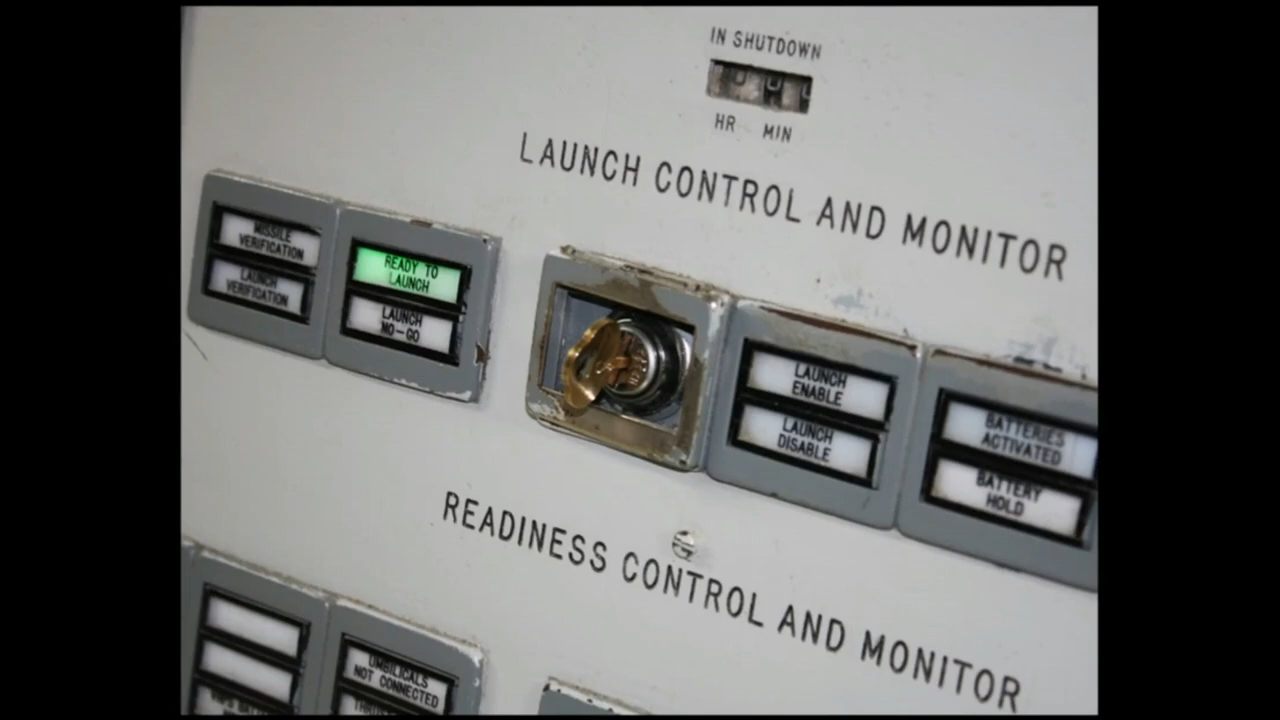 IN SHUTDOWN
HR MIN
LAUNCH CONTROL AND MONITOR
MISSILE
VERIFICATION
LAUNCH
VERIFICATION
READY TO
LAUNCH
LAUNCH
NO-GO
LAUNCH
ENABLE
LAUNCH
DISABLE
BATTERIES
ACTIVATED
BATTERY
HOLD
READINESS CONTROL AND MONITOR
UMBILICALS
NOT CONNECTED